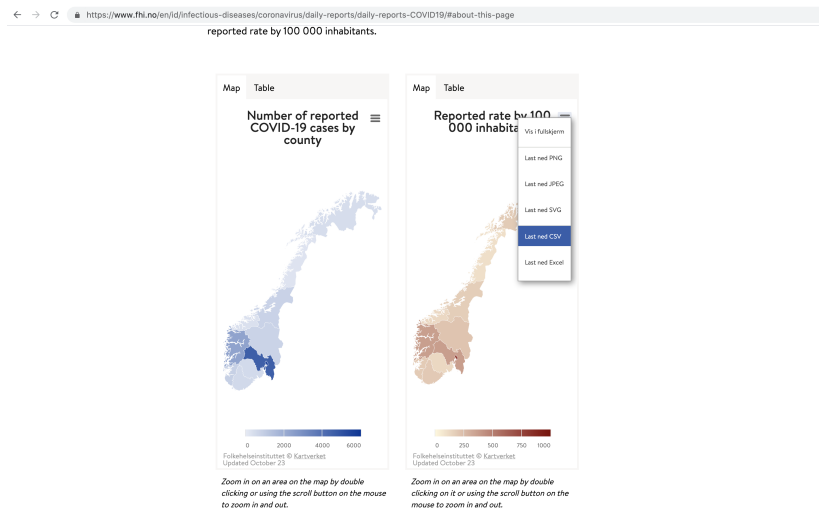 https://www.fhi.no/en/id/infectious-diseases/coronavirus/daily-reports/daily-reports-COVID19/#about-this-page
reported rate by 100 000 inhabitants.
Map Table
Number of reported
COVID-19 cases by
county
0 2000 4000 6000
Folkehelseinstituttet © Kartverket
Updated October 23
Zoom in on an area on the map by double
clicking or using the scroll button on the mouse
to zoom in and out.
Map Table
Reported rate by 100
000 inhabita
Vis i fullskjerm
Last ned PNG
Last ned JPEG
Last ned SVG
Last ned CSV
Last ned Excel
0 250 500 750 1000
Folkehelseinstituttet © Kartverket
Updated October 23
Zoom in on an area on the map by double
clicking on it or using the scroll button on the
mouse to zoom in and out.